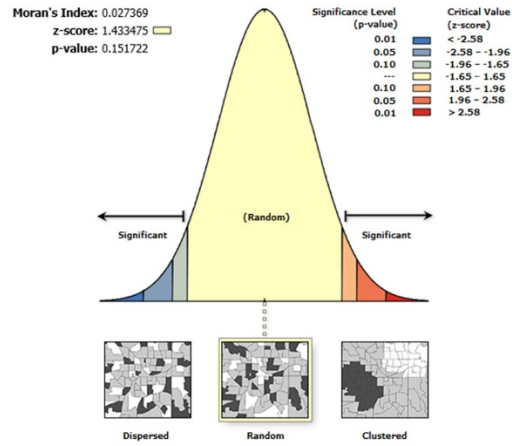 Moran's Index: 0.027369
z-score: 1.433475
p-value: 0.151722
Significance Level
(p-value)
Critical Value
(z-score)
0.01 < -2.58
0.05 -2.58 – -1.96
0.10 -1.96 – -1.65
--- -1.65 – 1.65
0.10 1.65 – 1.96
0.05 1.96 – 2.58
0.01 > 2.58
(Random)
Significant
Significant
Dispersed
Random
Clustered